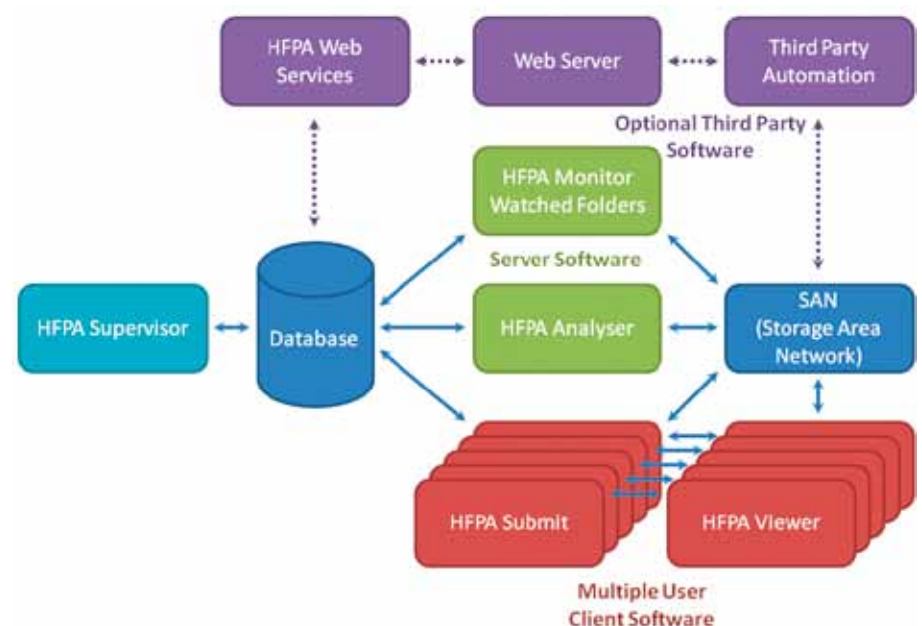 HFPA Web
Services
Web Server
Third Party
Automation
Optional Third Party
Software
HFPA Monitor
Watched Folders
Server Software
HFPA Supervisor
Database
HFPA Analyser
SAN
(Storage Area
Network)
HFPA Submit
HFPA Viewer
Multiple User
Client Software